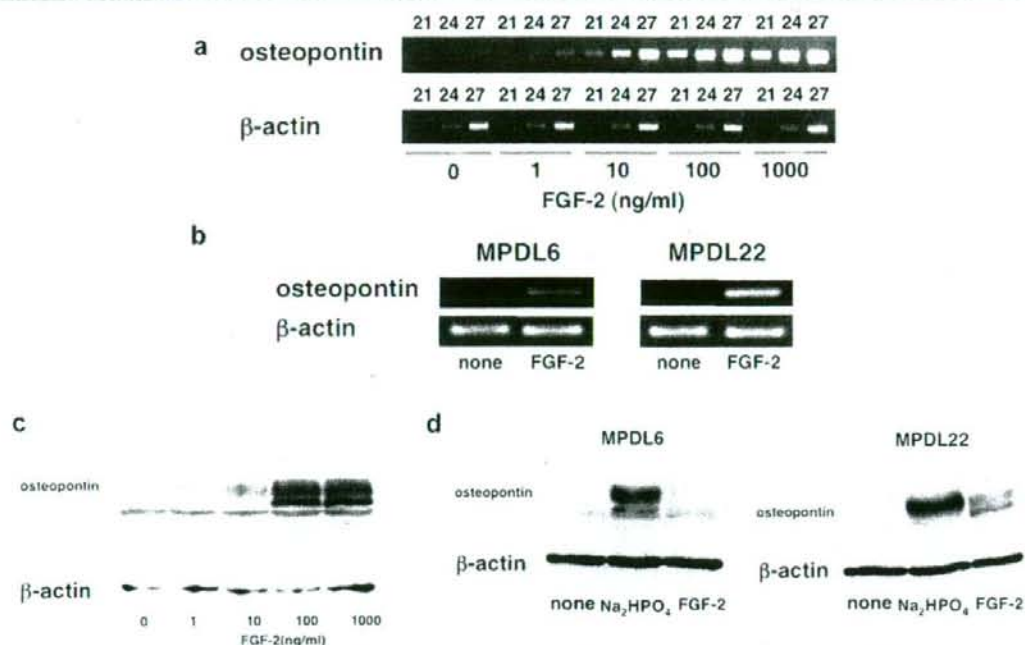 a
21 24 27 21 24 27 21 24 27 21 24 27 21 24 27
osteopontin
21 24 27 21 24 27 21 24 27 21 24 27 21 24 27
β-actin
0 1 10 100 1000
FGF-2 (ng/ml)
b
MPDL6 MPDL22
osteopontin
β-actin
none FGF-2 none FGF-2
c
osteopontin
β-actin
0 1 10 100 1000
FGF-2(ng/ml)
d
MPDL6 MPDL22
osteopontin
osteopontin
β-actin
β-actin
none Na₂HPO₄ FGF-2 none Na₂HPO₄ FGF-2